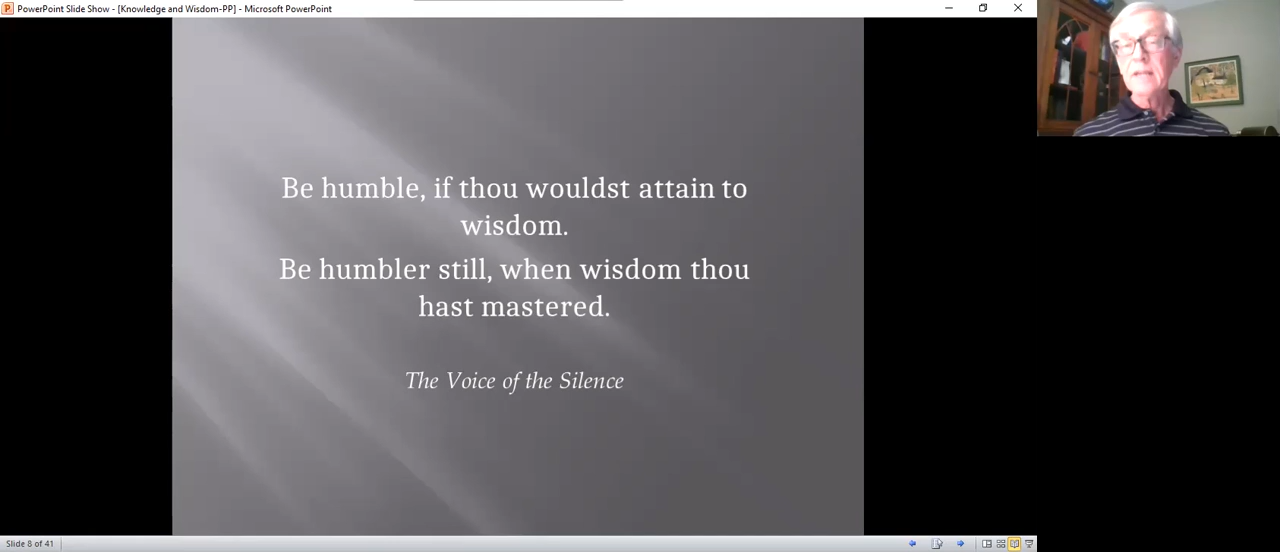 PowerPoint Slide Show - [Knowledge and Wisdom-PP] - Microsoft PowerPoint
Be humble, if thou wouldst attain to
wisdom.
Be humbler still, when wisdom thou
hast mastered.
The Voice of the Silence
Slide 8 of 41